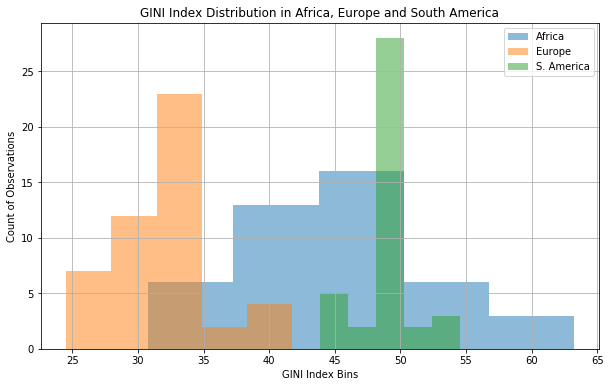 GINI Index Distribution in Africa, Europe and South America
Africa
Europe
S. America
Count of Observations
25
20
15
10
5
0
25 30 35 40 45 50 55 60 65
GINI Index Bins